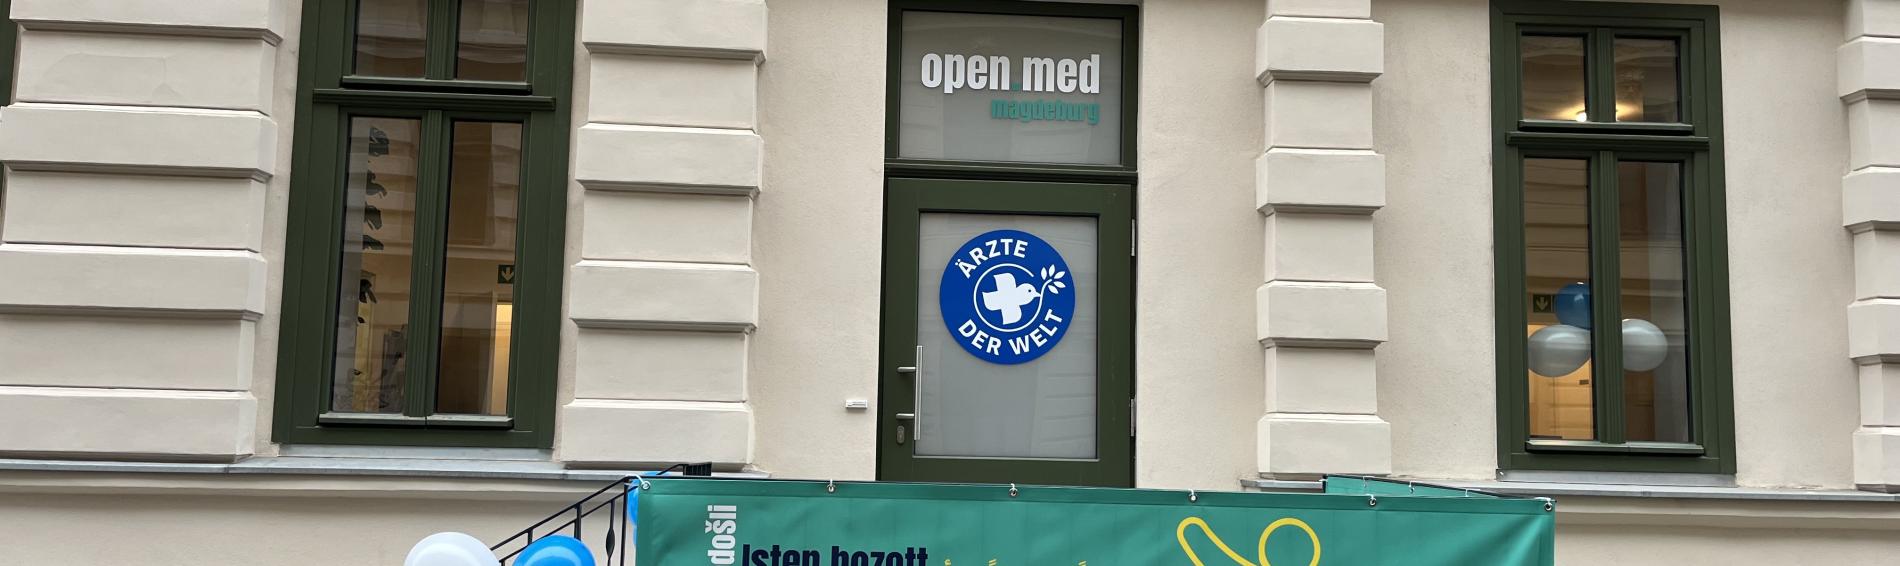 open.med
magdeburg
ÄRZTE
DER WELT
došli
Isten hozott